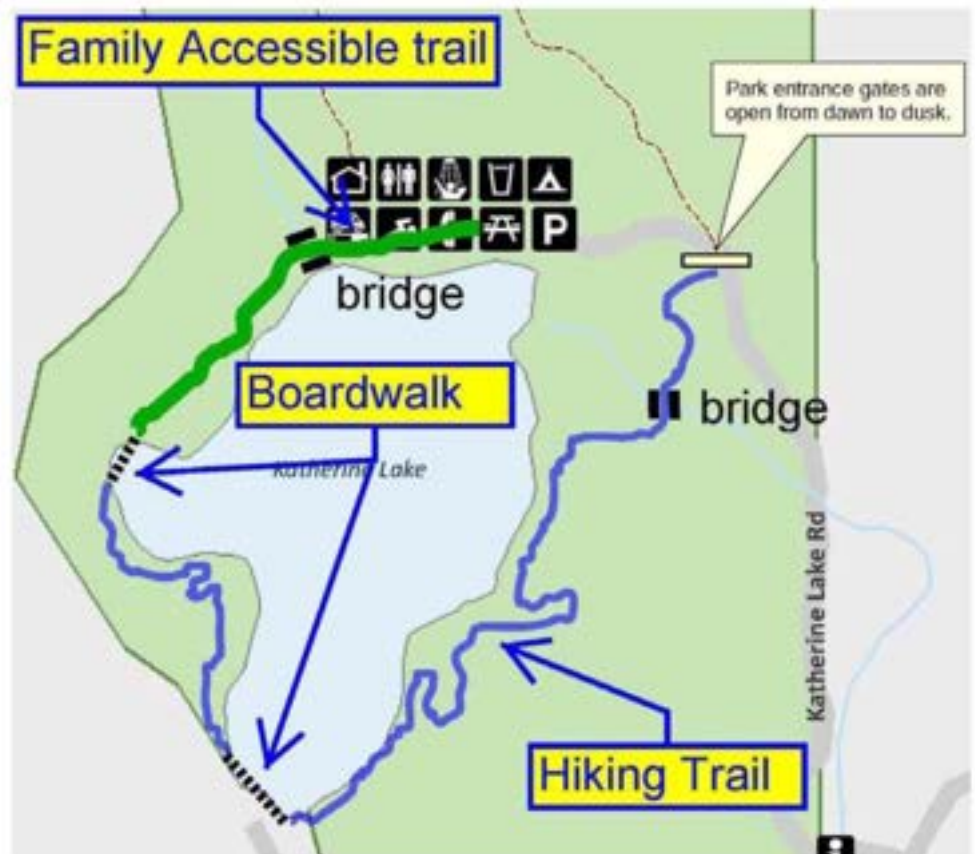 Family Accessible trail
Park entrance gates are
open from dawn to dusk.
P
bridge
Boardwalk
bridge
Katherine Lake
Katherine Lake Rd
Hiking Trail